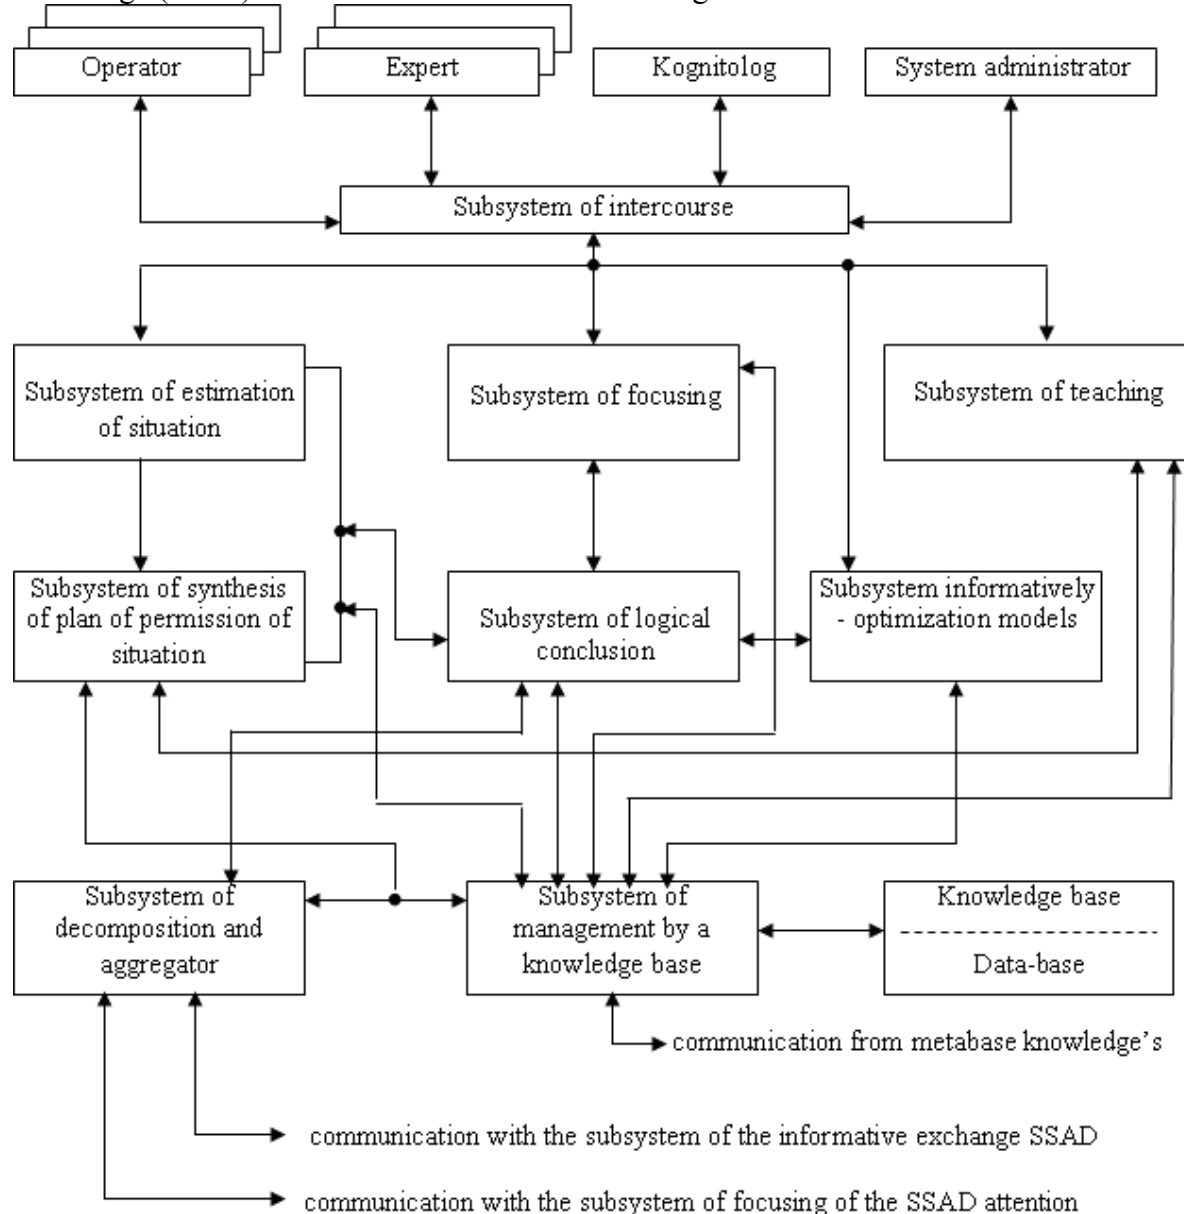 Operator
Expert
Kognitolog
System administrator
Subsystem of intercourse
Subsystem of estimation
of situation
Subsystem of focusing
Subsystem of teaching
Subsystem of synthesis
of plan of permission of
situation
Subsystem of logical
conclusion
Subsystem informatively
- optimization models
Subsystem of
decomposition and
aggregator
Subsystem of
management by a
knowledge base
Knowledge base
Data-base
communication from metabase knowledge's
communication with the subsystem of the informative exchange SSAD
communication with the subsystem of focusing of the SSAD attention